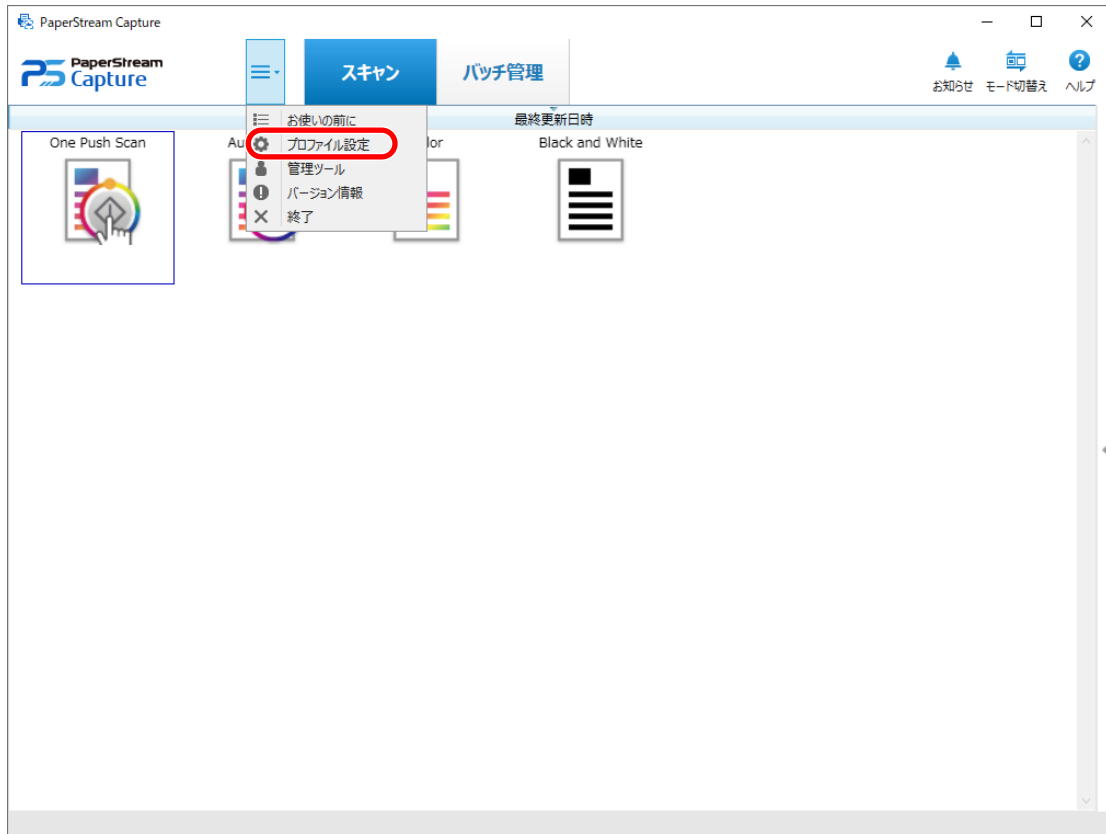 PaperStream Capture
PaperStream
Capture
スキャン
バッチ管理
お知らせ
モード切替え
ヘルプ
最終更新日時
お使いの前に
プロファイル設定
管理ツール
バージョン情報
終了
One Push Scan
Au
lor
Black and White